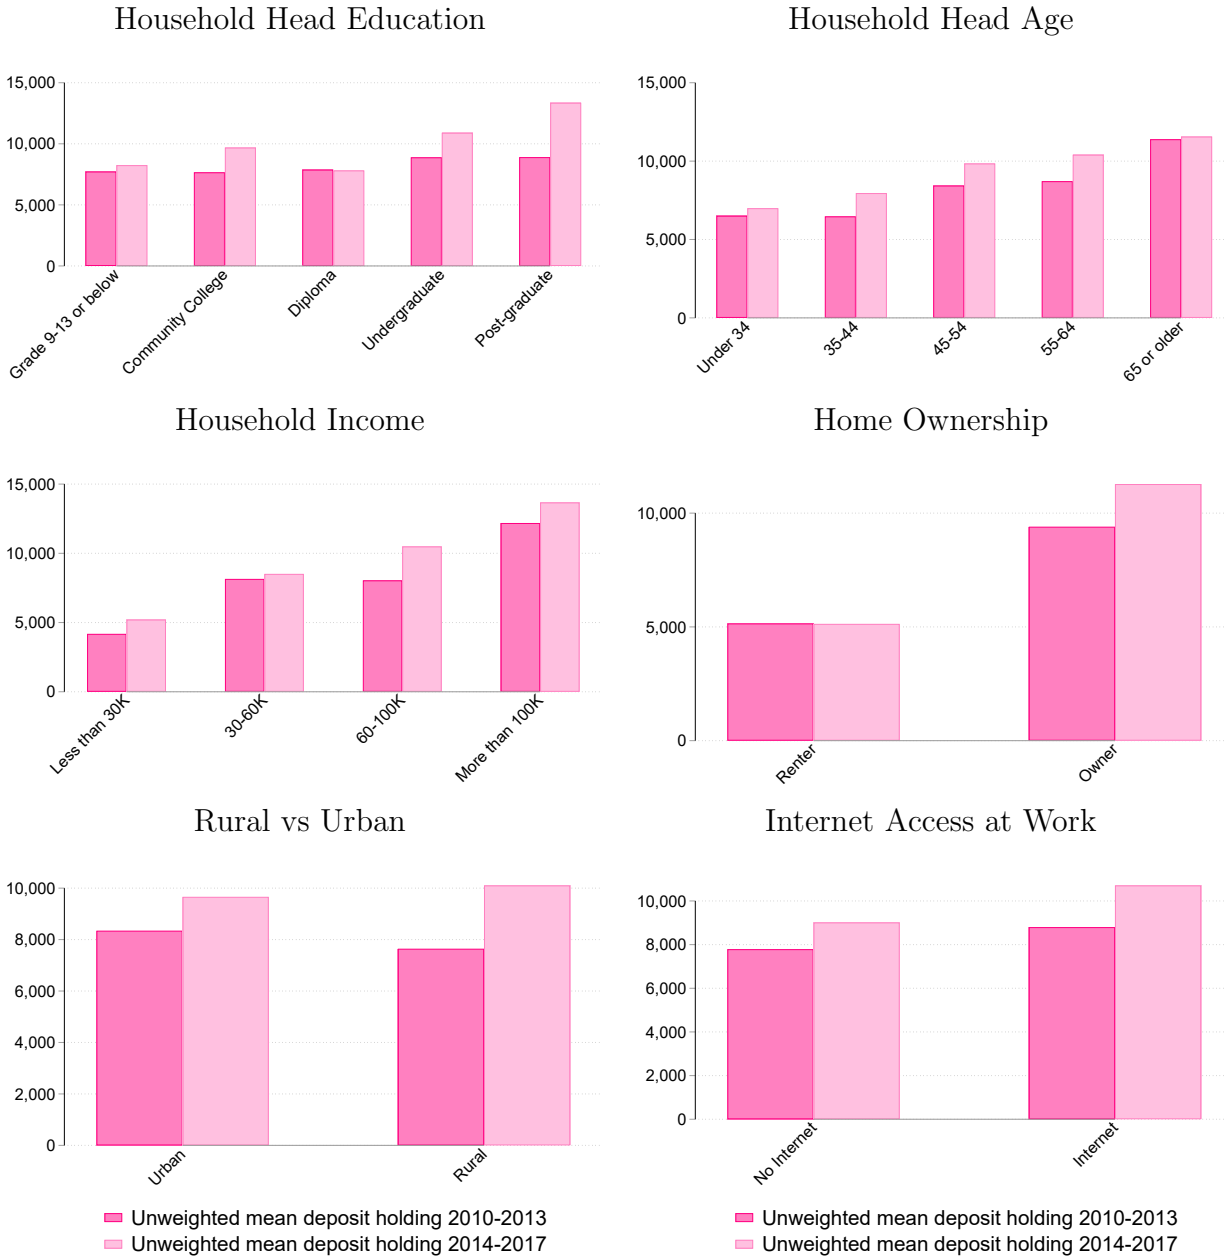 Household Head Education
15,000
10,000
5,000
0
Grade 9-13 or below
Community College
Diploma
Undergraduate
Post-graduate
Household Head Age
15,000
10,000
5,000
0
Under 34
35-44
45-54
55-64
65 or older
Household Income
15,000
10,000
5,000
0
Less than 30K
30-60K
60-100K
More than 100K
Home Ownership
10,000
5,000
0
Renter
Owner
Rural vs Urban
10,000
8,000
6,000
4,000
2,000
0
Urban
Rural
Unweighted mean deposit holding 2010-2013
Unweighted mean deposit holding 2014-2017
Internet Access at Work
10,000
8,000
6,000
4,000
2,000
0
No Internet
Internet
Unweighted mean deposit holding 2010-2013
Unweighted mean deposit holding 2014-2017